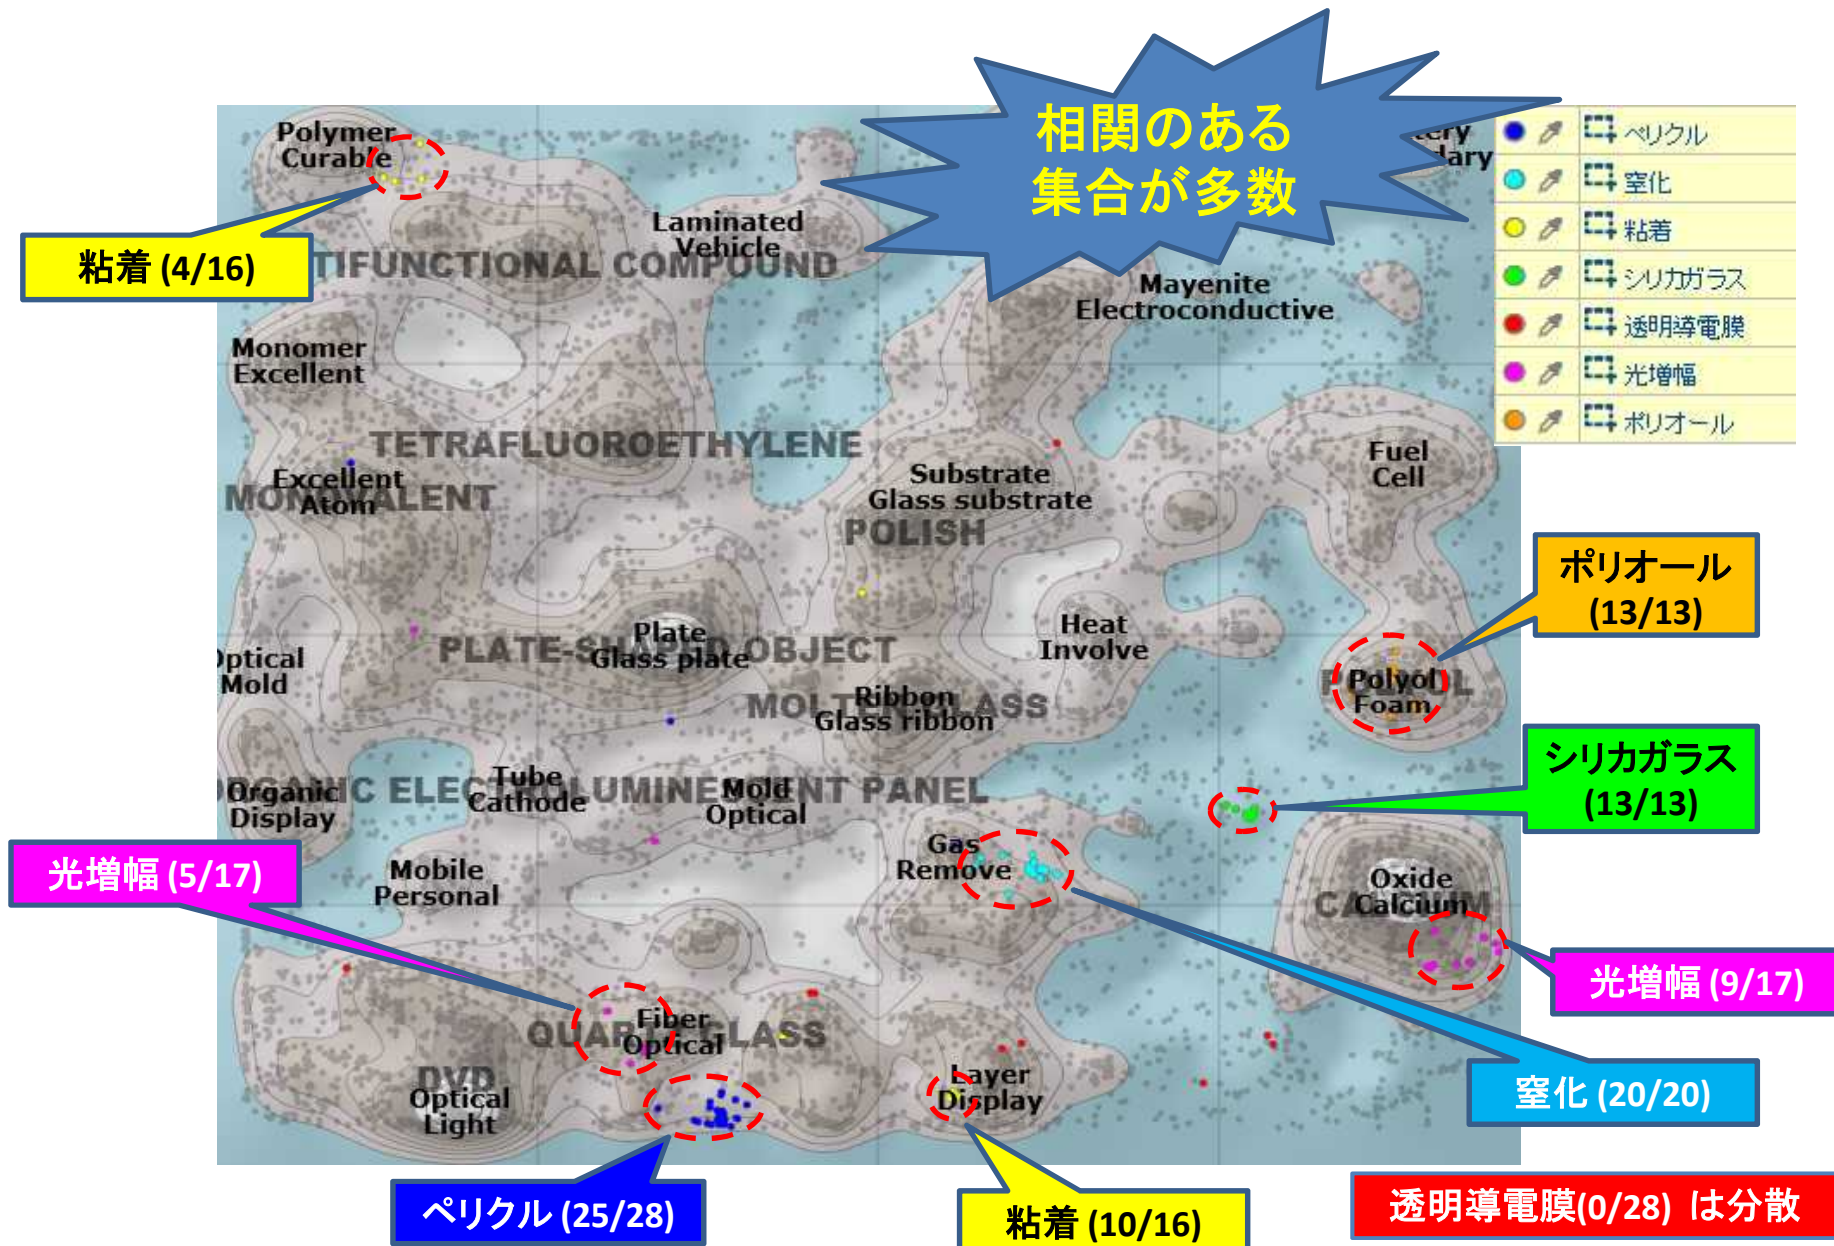 相関のある
集合が多数
ペリクル
窒化
粘着
シリカガラス
透明導電膜
光増幅
ポリオール
Polymer
Curable
Laminated
Vehicle
粘着 (4/16)
TIFUNCTIONAL COMPOUND
Mayenite
Electroconductive
Monomer
Excellent
TETRAFLUOROETHYLENE
Excellent
Atom
Substrate
Glass substrate
POLISH
Fuel
Cell
ポリオール
(13/13)
Plate
Glass plate
Heat
Involve
ptical
Mold
Ribbon
Glass ribbon
Polyol
Foam
シリカガラス
(13/13)
Organic
Display
Tube
Cathode
Mold
Optical
光増幅 (5/17)
Mobile
Personal
Gas
Remove
Oxide
Calcium
光増幅 (9/17)
Fiber
Optical
DVD
Optical
Light
Layer
Display
窒化 (20/20)
ペリクル (25/28)
粘着 (10/16)
透明導電膜(0/28) は分散